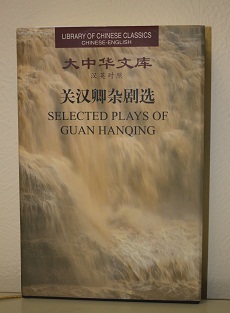 LIBRARY OF CHINESE CLASSICS
CHINESE-ENGLISH
大中华文库
汉英对照
关汉卿杂剧选
SELECTED PLAYS OF
GUAN HANQING